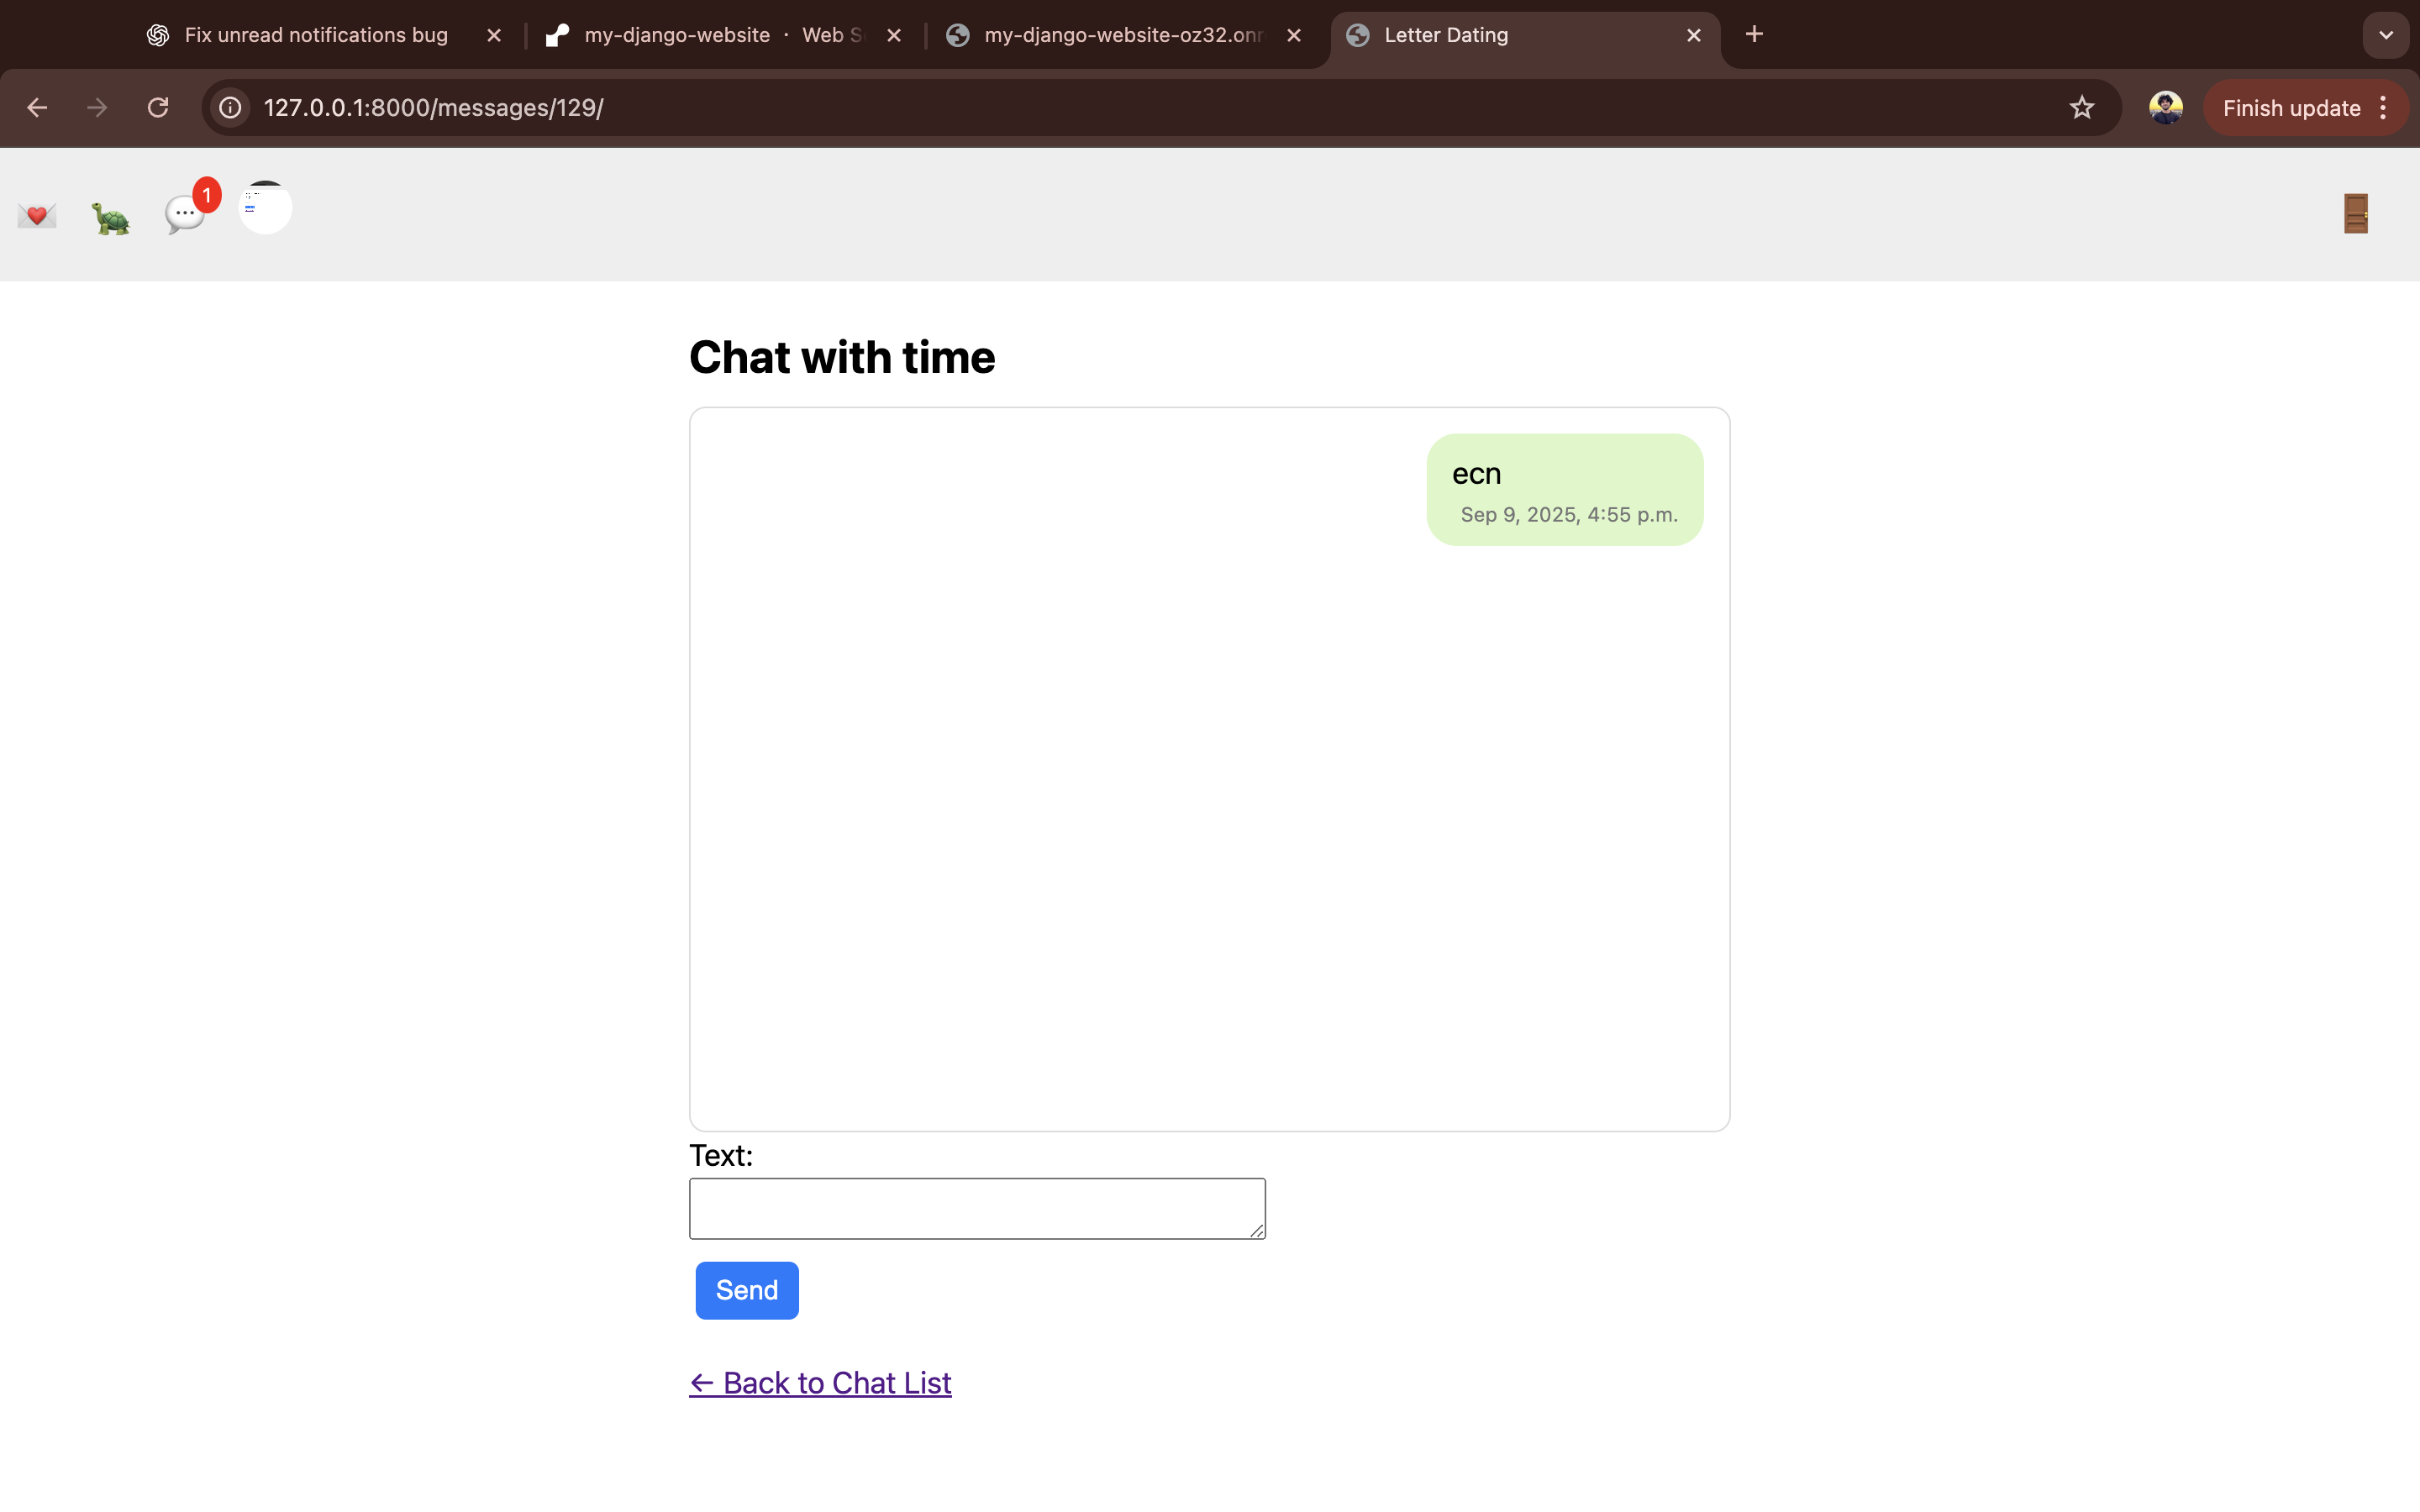 Fix unread notifications bug
my-django-website · Web S
my-django-website-oz32.onr
Letter Dating
127.0.0.1:8000/messages/129/
Finish update
1
Chat with time
ecn
Sep 9, 2025, 4:55 p.m.
Text:
Send
← Back to Chat List